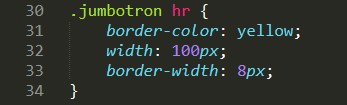 30 .jumbotron hr {
31     border-color: yellow;
32     width: 100px;
33     border-width: 8px;
34 }